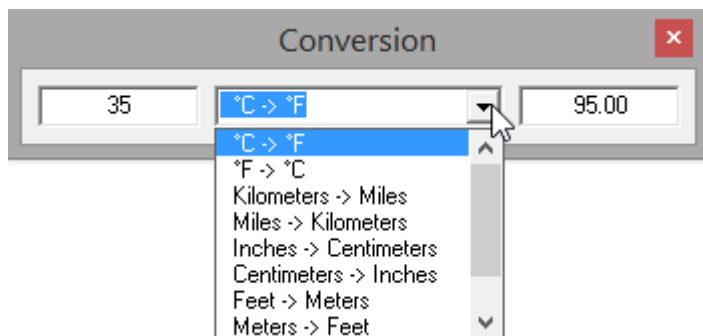 Conversion
35 °C -> °F 95.00
°C -> °F
°F -> °C
Kilometers -> Miles
Miles -> Kilometers
Inches -> Centimeters
Centimeters -> Inches
Feet -> Meters
Meters -> Feet